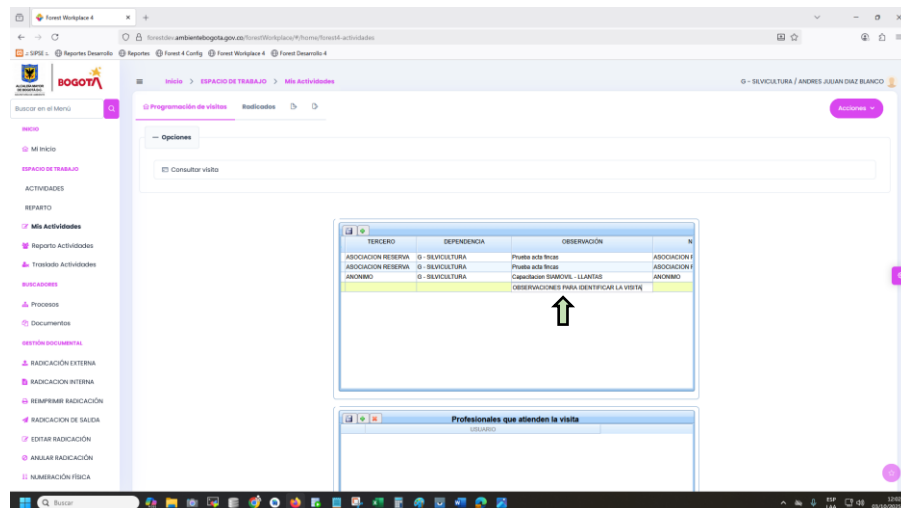 Forest Workplace 4
forestdev.ambientebogota.gov.co/forestWorkplace/#/home/forest4-actividades
Reportes Desarrollo
Reportes
Forest 4 Config
Forest Workplace 4
Forest Desarrollo 4
BOGOTÁ
Inicio > ESPACIO DE TRABAJO > Mis Actividades
G - SILVICULTURA / ANDRES JULIAN DIAZ BLANCO
Buscar en el Menú
Programación de visitas
Radicados
Acciones
INICIO
Mi Inicio
ESPACIO DE TRABAJO
ACTIVIDADES
REPARTO
Mis Actividades
Reparto Actividades
Traslado Actividades
BUSCADORES
Procesos
Documentos
GESTIÓN DOCUMENTAL
RADICACIÓN EXTERNA
RADICACION INTERNA
REIMPRIMIR RADICACIÓN
RADICACION DE SALIDA
EDITAR RADICACIÓN
ANULAR RADICACIÓN
NUMERACIÓN FÍSICA
Opciones
Consultar visita
TERCERO DEPENDENCIA OBSERVACIÓN N
ASOCIACION RESERVA G - SILVICULTURA Prueba acta fincas ASOCIACION F
ASOCIACION RESERVA G - SILVICULTURA Prueba acta fincas ASOCIACION F
ANONIMO G - SILVICULTURA Capacitacion SIAMOVIL - LLANTAS ANONIMO
OBSERVACIONES PARA IDENTIFICAR LA VISITA
Profesionales que atienden la visita
USUARIO
Buscar
ESP
LAA